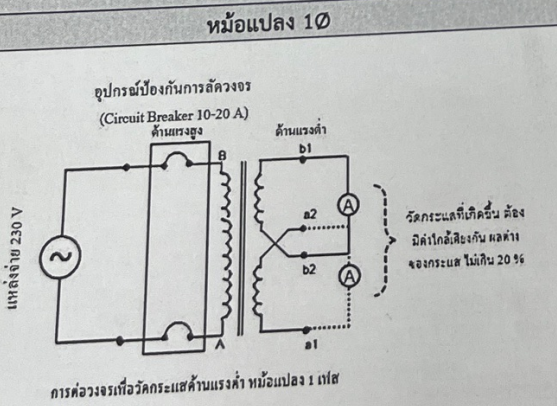 หม้อแปลง 1Ø
อุปกรณ์ป้องกันการลัดวงจร
(Circuit Breaker 10-20 A)
ด้านแรงสูง
ด้านแรงต่ำ
B
b1
A
a2
วัดกระแสที่เกิดขึ้น ต้อง
มีค่าใกล้เคียงกัน ผลต่าง
ของกระแส ไม่เกิน 20 %
แหล่งจ่าย 230 V
~
b2
A
A
a1
การต่อวงจรเพื่อวัดกระแสด้านแรงต่ำ หม้อแปลง 1 เฟส